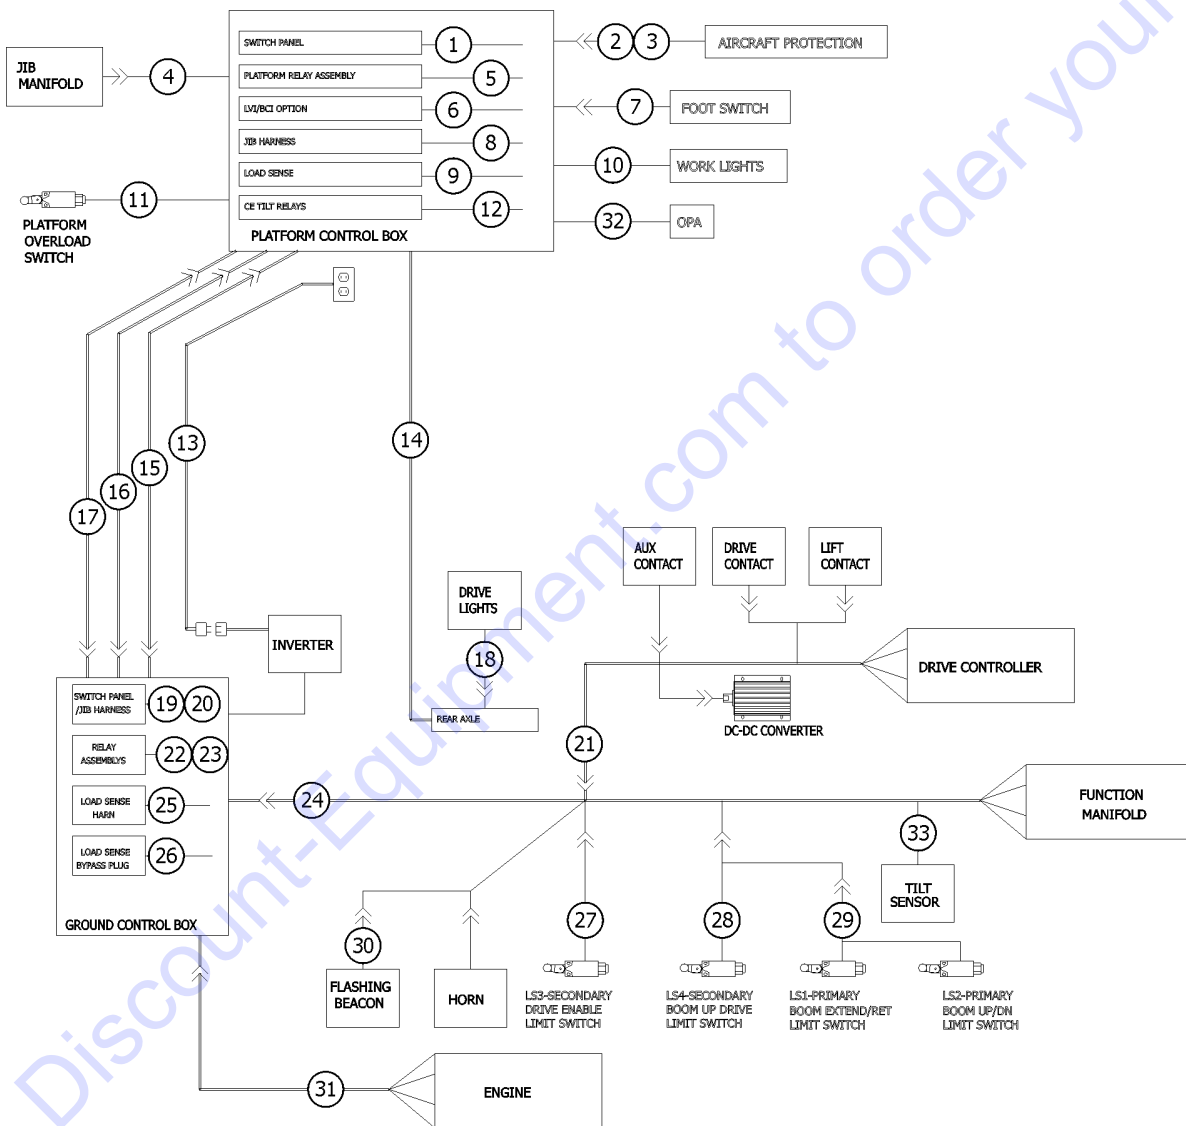 SWITCH PANEL
1
PLATFORM RELAY ASSEMBLY
5
LVI/BCI OPTION
6
JIB HARNESS
8
LOAD SENSE
9
CE TILT RELAYS
12
PLATFORM CONTROL BOX
JIB
MANIFOLD
4
11
PLATFORM
OVERLOAD
SWITCH
2
3
AIRCRAFT PROTECTION
7
FOOT SWITCH
10
WORK LIGHTS
32
OPA
13
14
15
16
17
INVERTER
DRIVE
LIGHTS
18
REAR AXLE
AUX
CONTACT
DRIVE
CONTACT
LIFT
CONTACT
DRIVE CONTROLLER
DC-DC CONVERTER
21
SWITCH PANEL
/JIB HARNESS
19
20
RELAY
ASSEMBLYS
22
23
LOAD SENSE
HARN
25
LOAD SENSE
BYPASS PLUG
26
GROUND CONTROL BOX
24
FUNCTION
MANIFOLD
33
TILT
SENSOR
27
28
29
30
FLASHING
BEACON
HORN
LS3-SECONDARY
DRIVE ENABLE
LIMIT SWITCH
LS4-SECONDARY
BOOM UP DRIVE
LIMIT SWITCH
LS1-PRIMARY
BOOM EXTEND/RET
LIMIT SWITCH
LS2-PRIMARY
BOOM UP/DN
LIMIT SWITCH
31
ENGINE
Discount-Equipment.com to order your